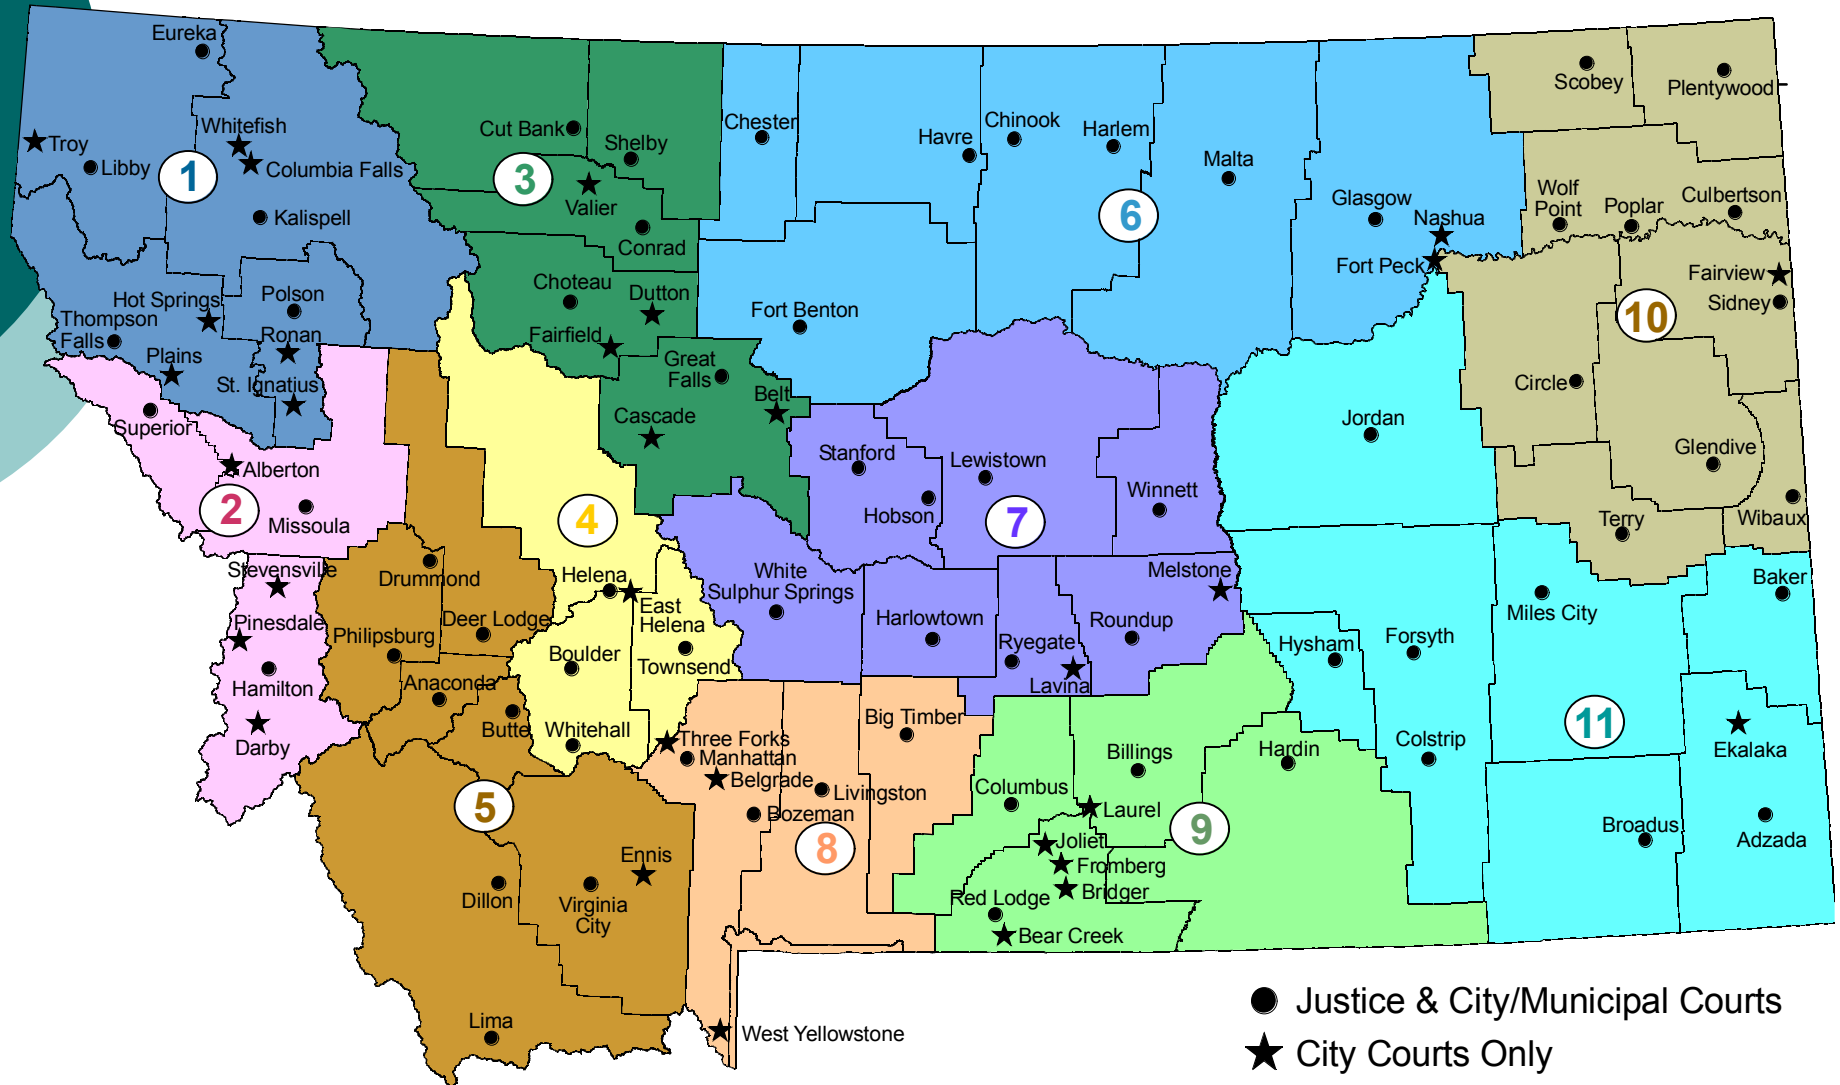 Eureka
Troy
Libby
Whitefish
Columbia Falls
1
Kalispell
Hot Springs
Thompson
Falls
Plains
Polson
Ronan
St. Ignatius
Superior
Alberton
2
Missoula
Stevensville
Pinesdale
Hamilton
Darby
Cut Bank
Shelby
3
Valier
Conrad
Choteau
Dutton
Fairfield
Great
Falls
Belt
Cascade
4
Helena
East
Helena
Townsend
Boulder
Whitehall
Drummond
Deer Lodge
Philipsburg
Anaconda
Butte
5
Dillon
Virginia
City
Ennis
Lima
Chester
Havre
Chinook
Harlem
Malta
6
Glasgow
Nashua
Fort Peck
Fort Benton
Stanford
Hobson
Lewistown
Winnett
7
White
Sulphur Springs
Harlowtown
Ryegate
Lavina
Roundup
Melstone
Three Forks
Manhattan
Belgrade
Bozeman
Livingston
Big Timber
8
West Yellowstone
Columbus
Billings
Laurel
Hardin
9
Joliet
Fromberg
Bridger
Red Lodge
Bear Creek
Scobey
Plentywood
Wolf
Point
Poplar
Culbertson
Fairview
Sidney
10
Circle
Glendive
Terry
Wibaux
Jordan
Hysham
Forsyth
Colstrip
Miles City
Baker
11
Ekalaka
Broadus
Adzada
Justice & City/Municipal Courts
City Courts Only